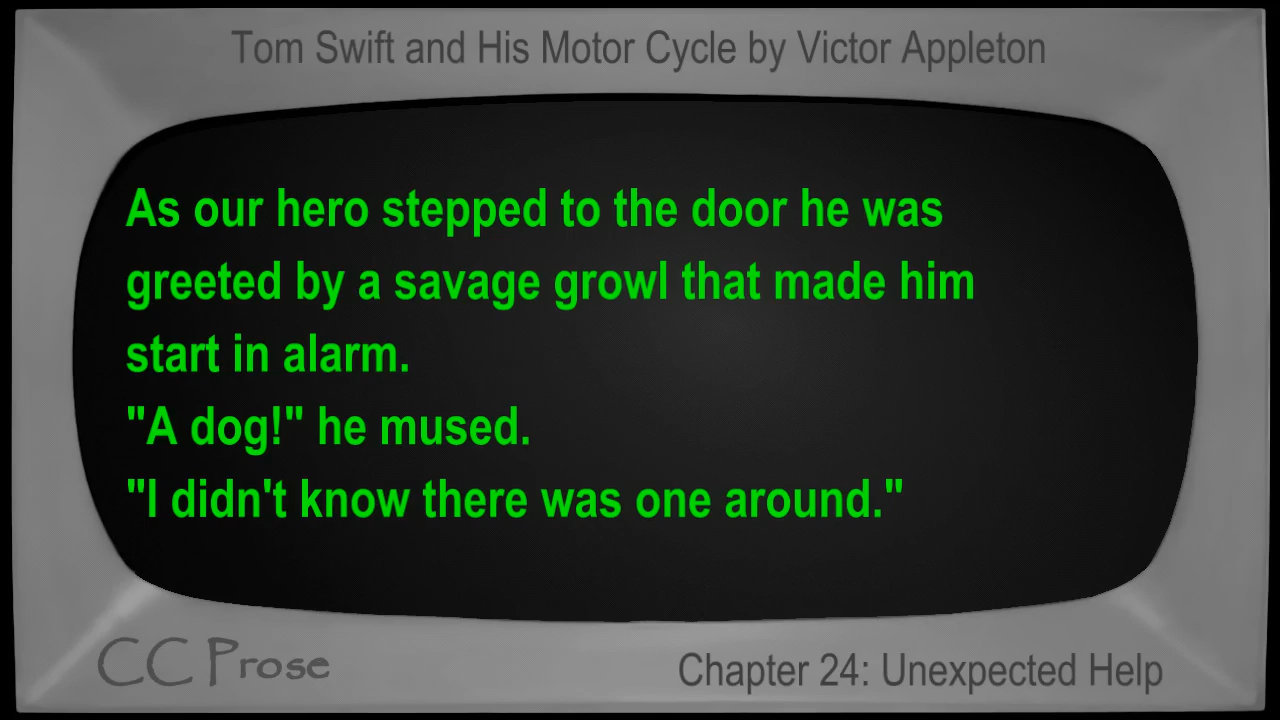 Tom Swift and His Motor Cycle by Victor Appleton
As our hero stepped to the door he was
greeted by a savage growl that made him
start in alarm.
"A dog!" he mused.
"I didn't know there was one around."
CC Prose
Chapter 24: Unexpected Help